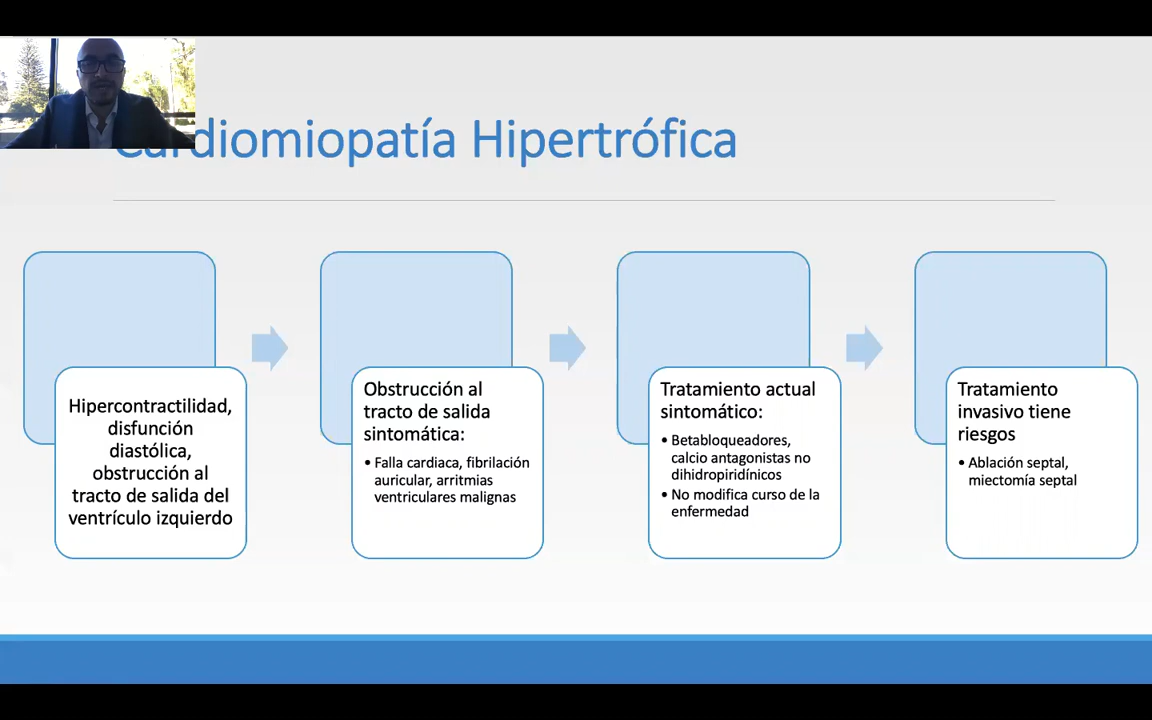 Cardiomiopatía Hipertrófica
Hipercontractilidad,
disfunción
diastólica,
obstrucción al
tracto de salida del
ventrículo izquierdo
Obstrucción al
tracto de salida
sintomática:
• Falla cardiaca, fibrilación
auricular, arritmias
ventriculares malignas
Tratamiento actual
sintomático:
• Betabloqueadores,
calcio antagonistas no
dihidropiridínicos
• No modifica curso de la
enfermedad
Tratamiento
invasivo tiene
riesgos
• Ablación septal,
miectomía septal